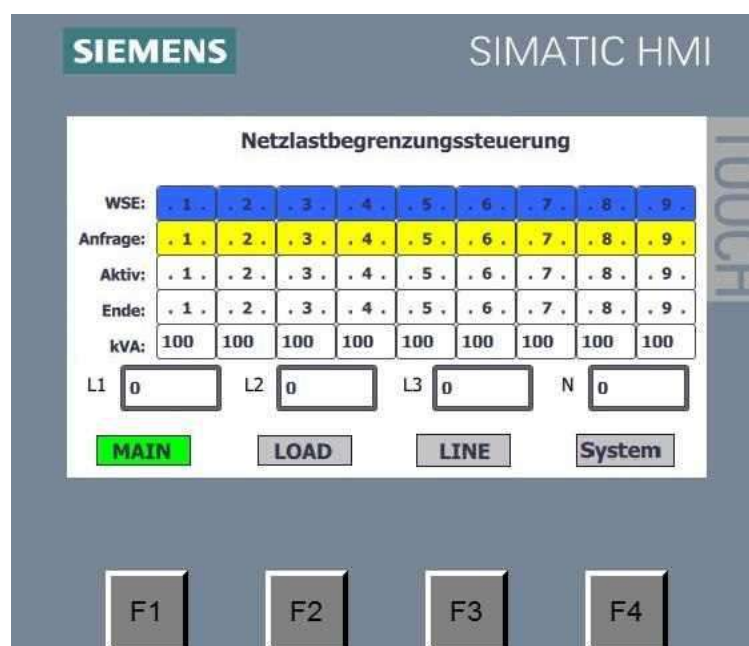 SIEMENS SIMATIC HMI
TOUCH
Netzlastbegrenzungssteuerung
WSE: . 1 . . 2 . . 3 . . 4 . . 5 . . 6 . . 7 . . 8 . . 9 .
Anfrage: . 1 . . 2 . . 3 . . 4 . . 5 . . 6 . . 7 . . 8 . . 9 .
Aktiv: . 1 . . 2 . . 3 . . 4 . . 5 . . 6 . . 7 . . 8 . . 9 .
Ende: . 1 . . 2 . . 3 . . 4 . . 5 . . 6 . . 7 . . 8 . . 9 .
kVA: 100 100 100 100 100 100 100 100 100
L1 0 L2 0 L3 0 N 0
MAIN LOAD LINE System
F1 F2 F3 F4